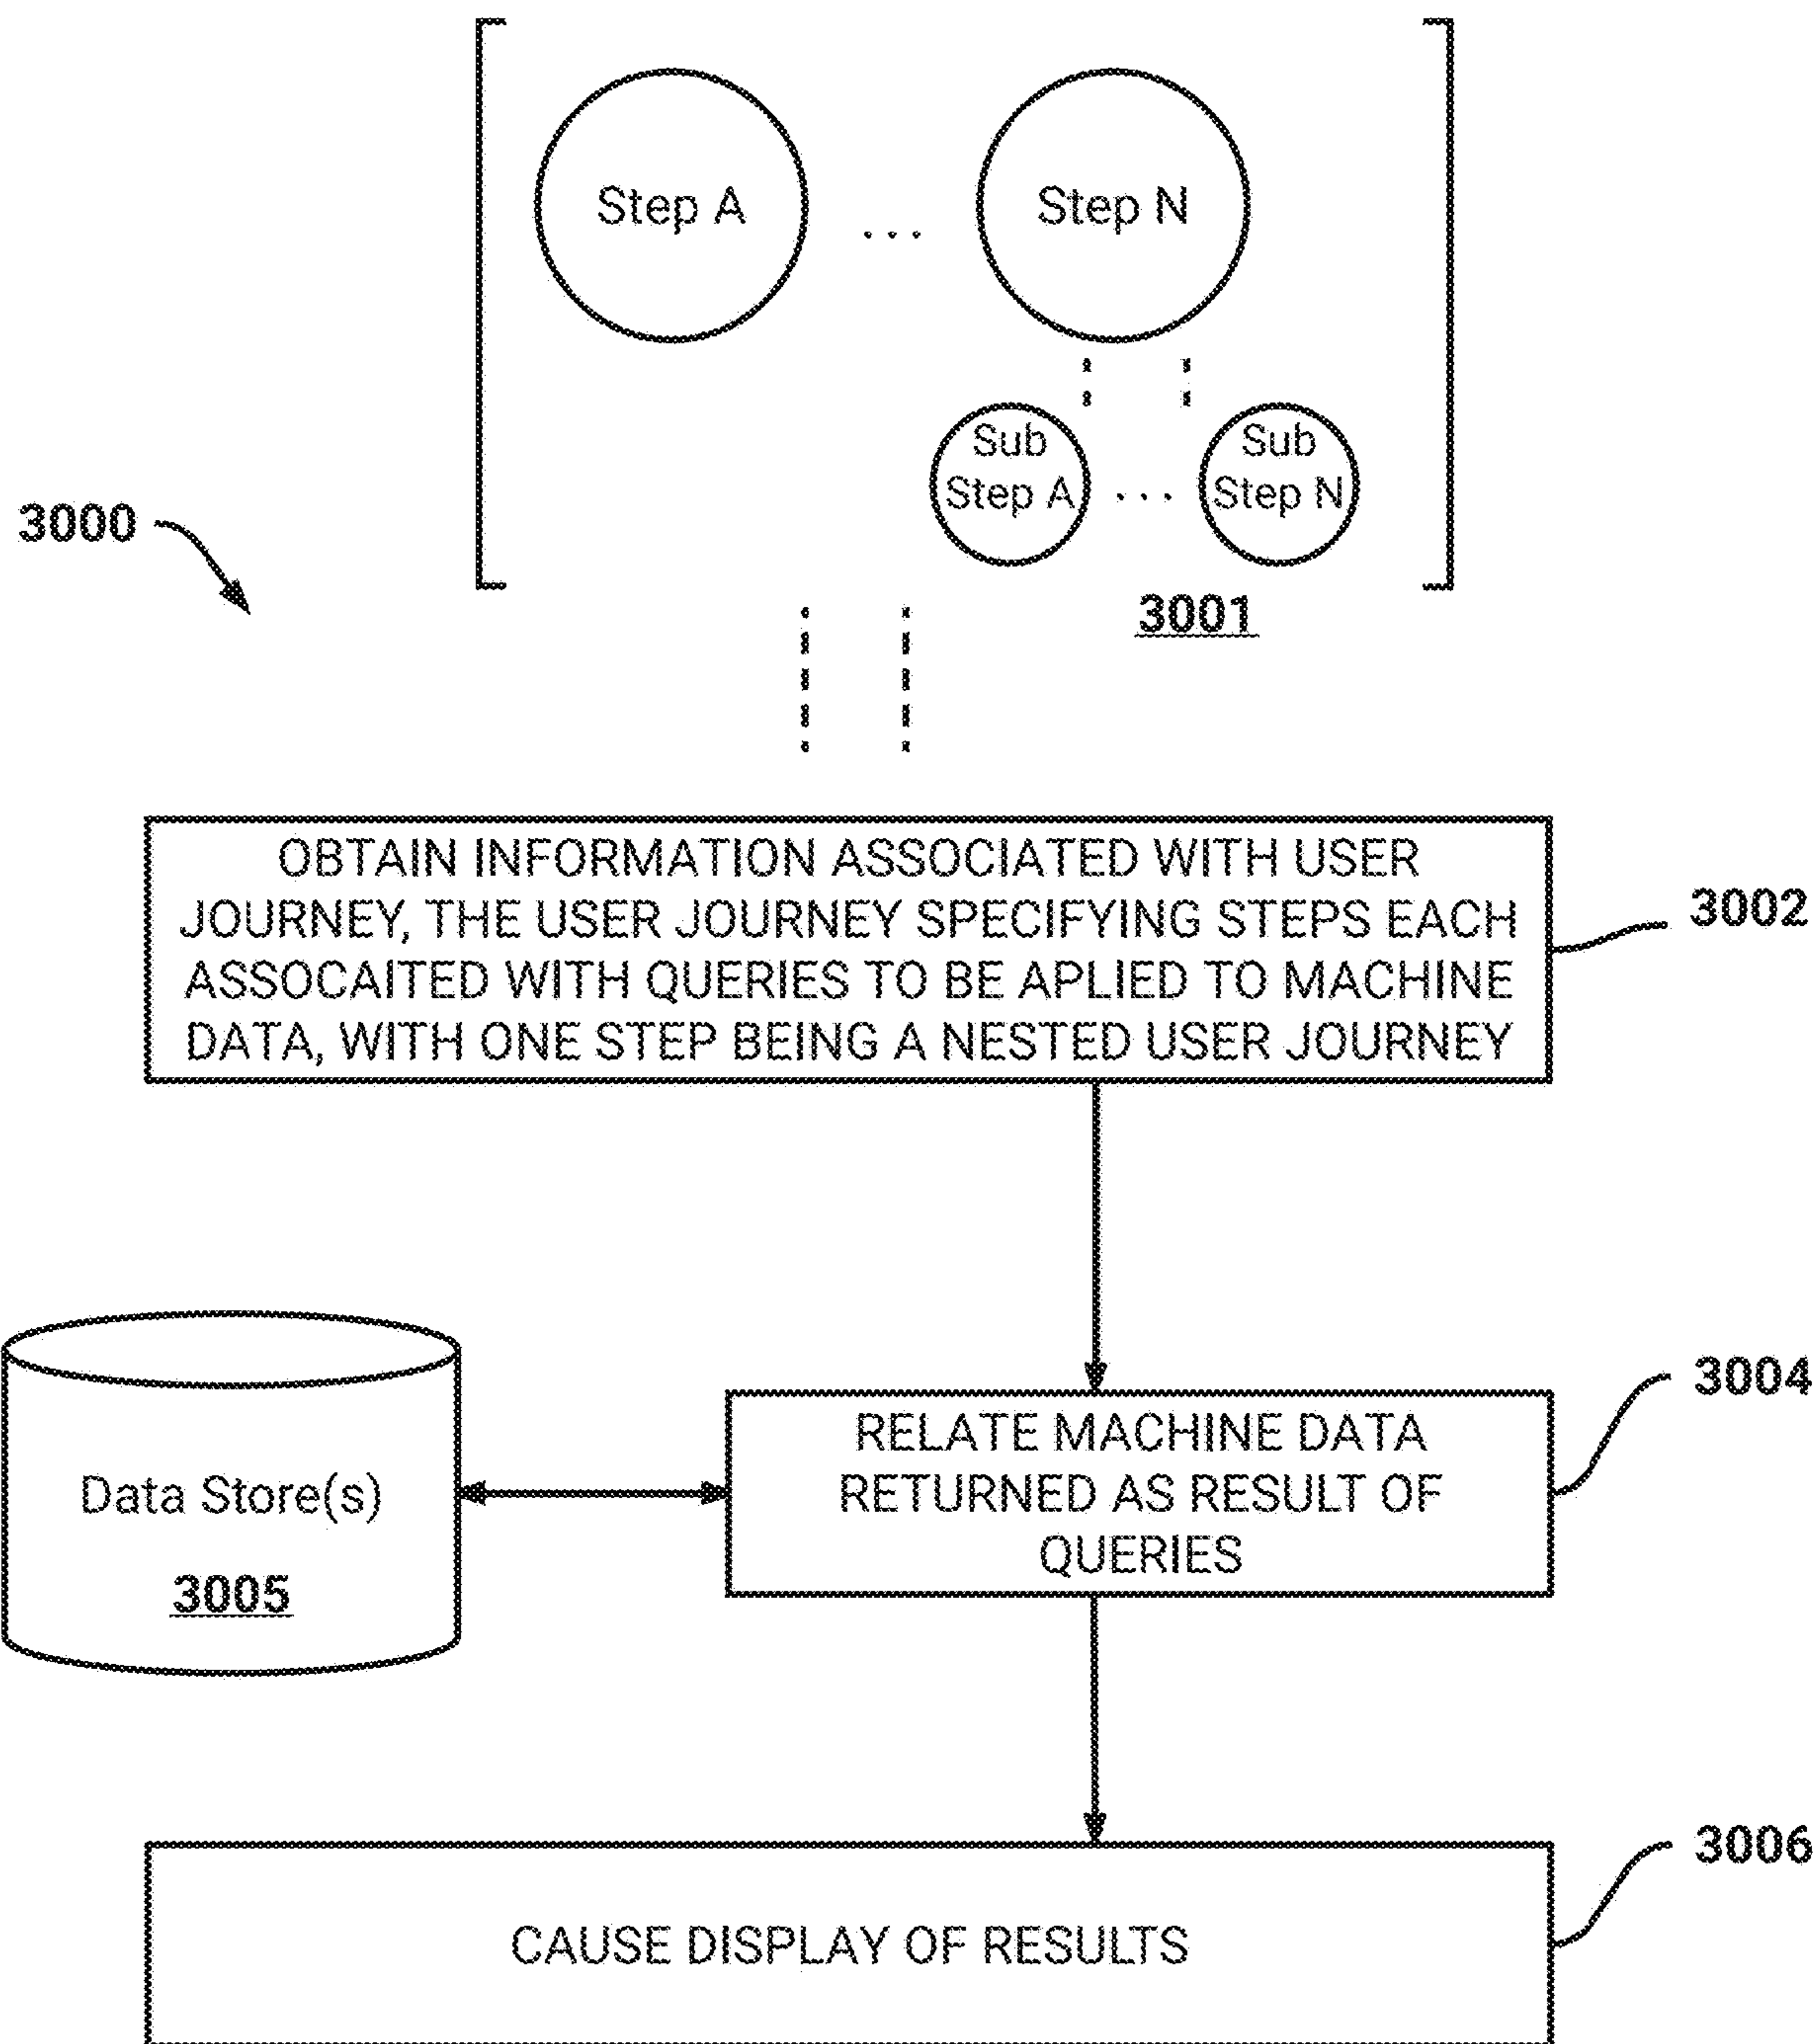 Step A
...
Step N
Sub
Step A
...
Sub
Step N
3000
3001
OBTAIN INFORMATION ASSOCIATED WITH USER
JOURNEY, THE USER JOURNEY SPECIFYING STEPS EACH
ASSOCAITED WITH QUERIES TO BE APLIED TO MACHINE
DATA, WITH ONE STEP BEING A NESTED USER JOURNEY
3002
Data Store(s)
3005
RELATE MACHINE DATA
RETURNED AS RESULT OF
QUERIES
3004
CAUSE DISPLAY OF RESULTS
3006